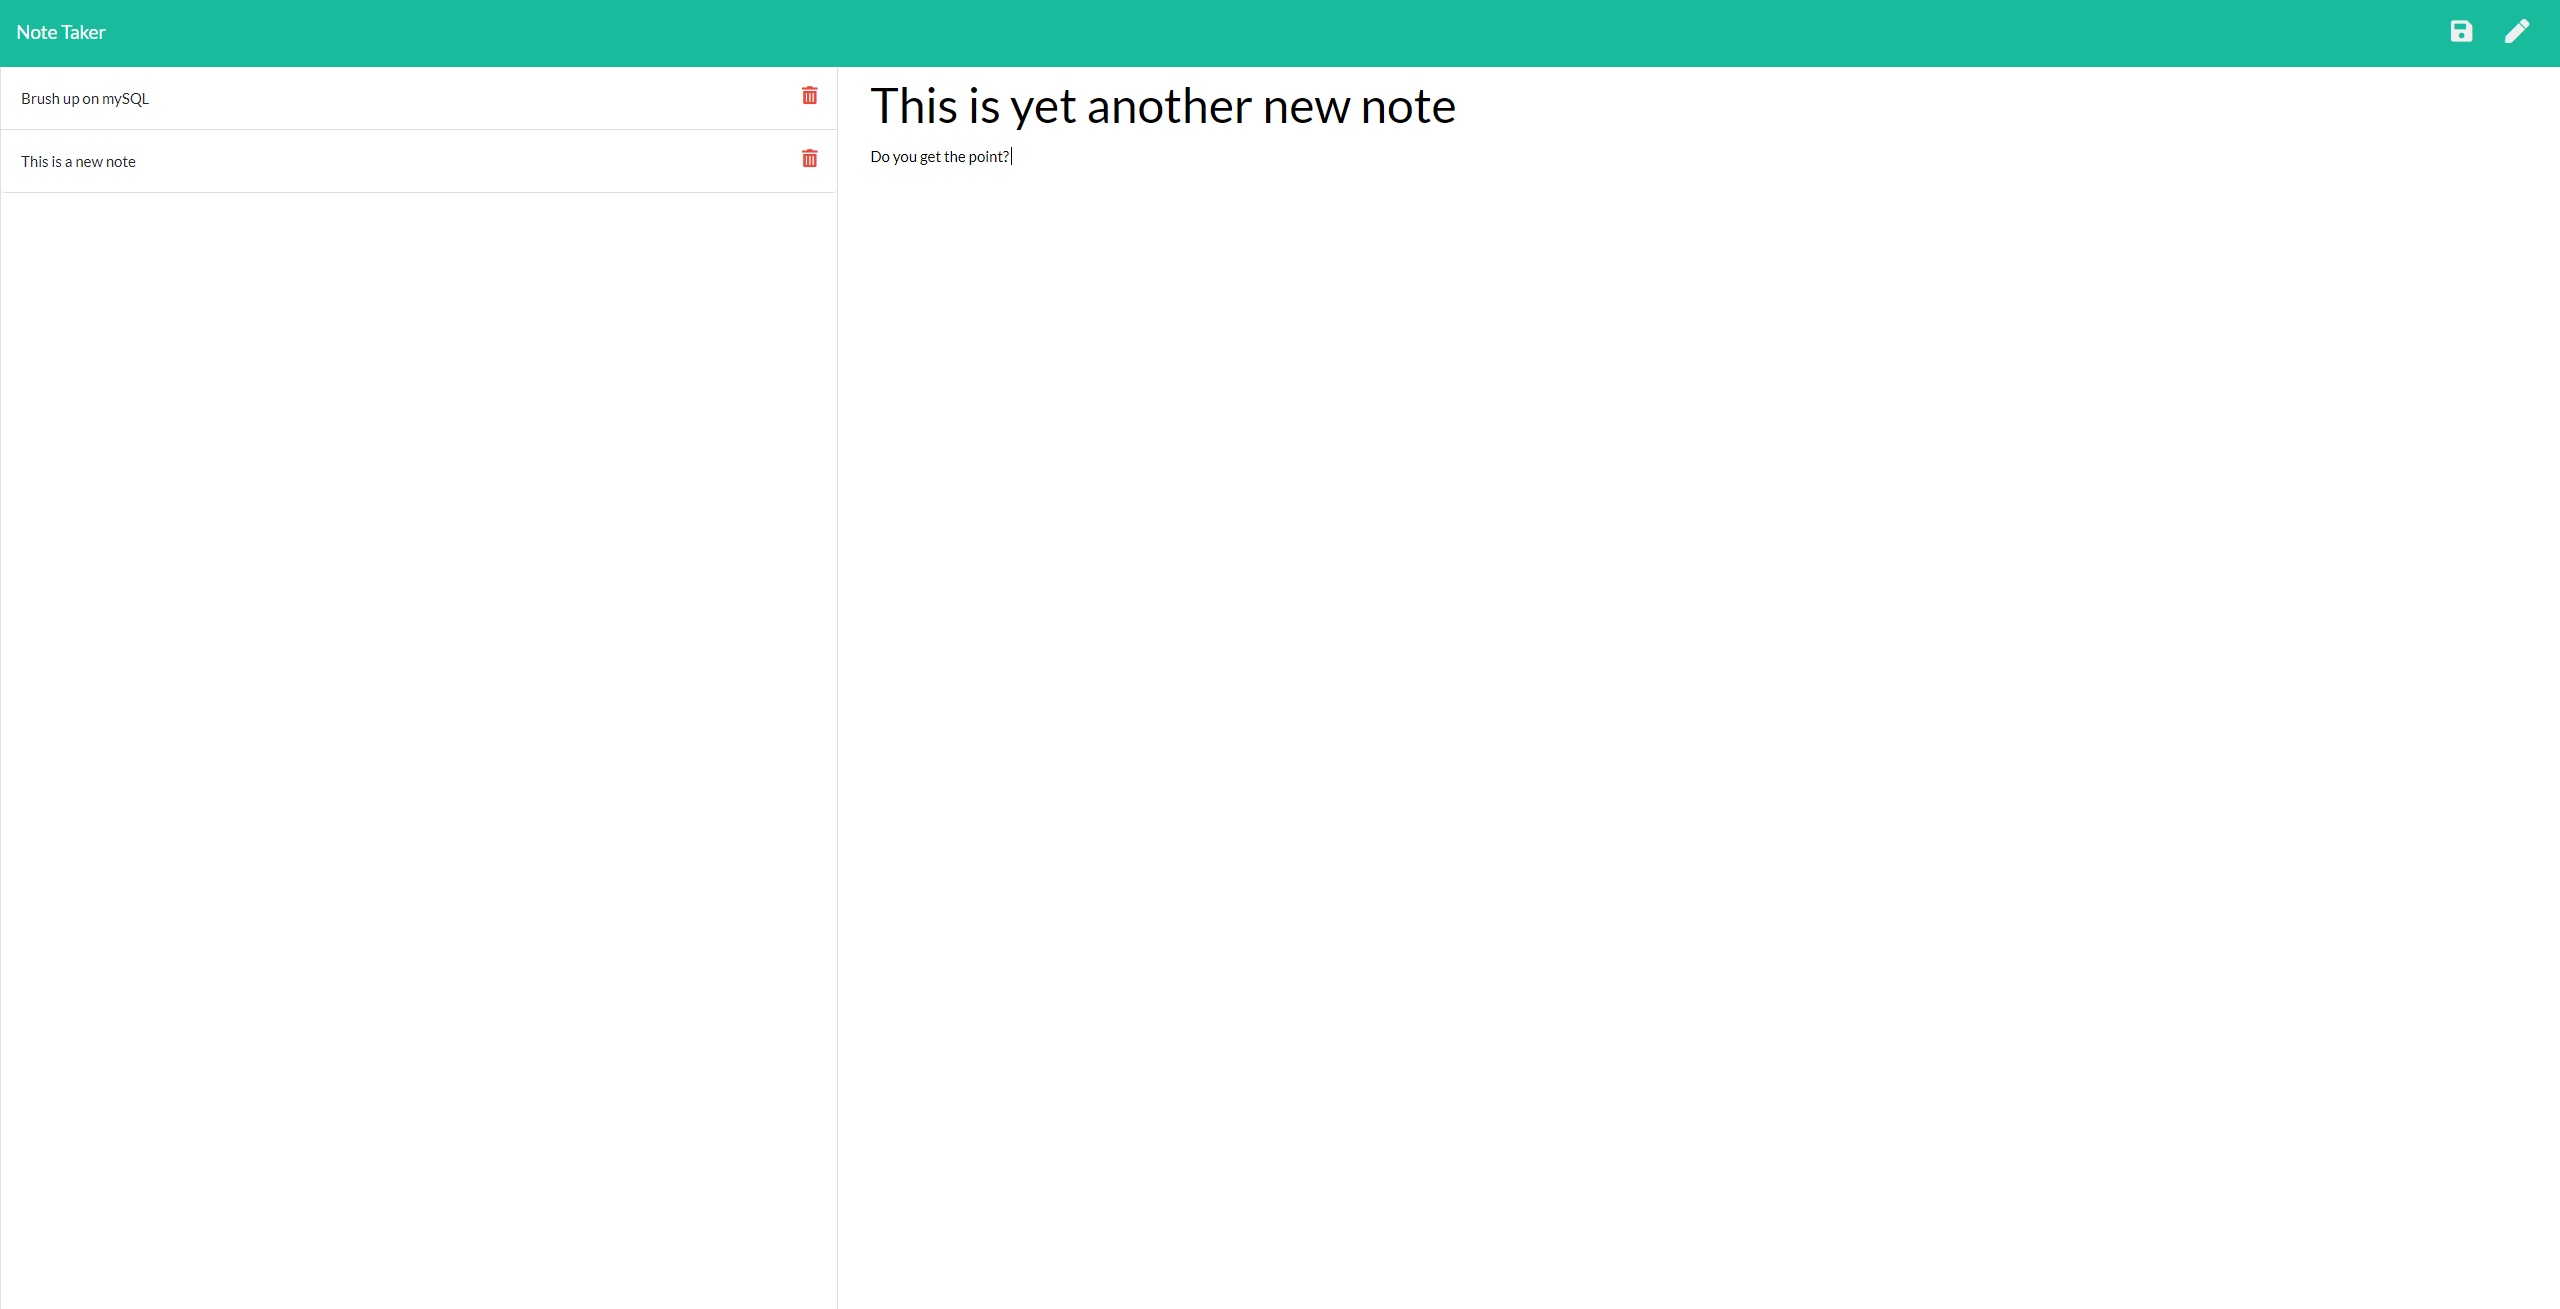 Note Taker
Brush up on mySQL
This is a new note
This is yet another new note
Do you get the point?